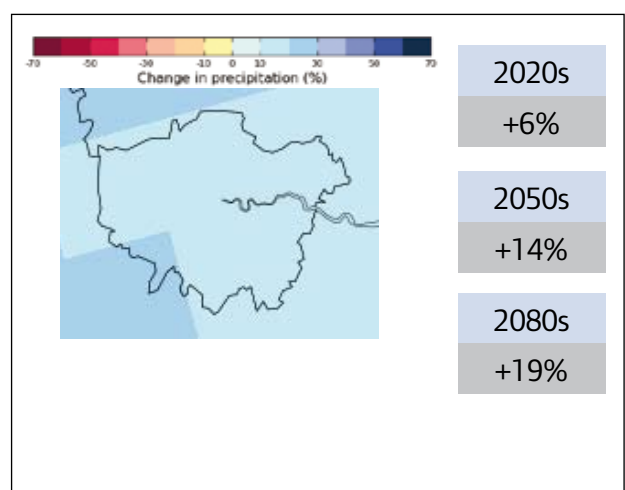 -70 -50 -30 -10 0 10 30 50 70
Change in precipitation (%)
2020s
+6%
2050s
+14%
2080s
+19%